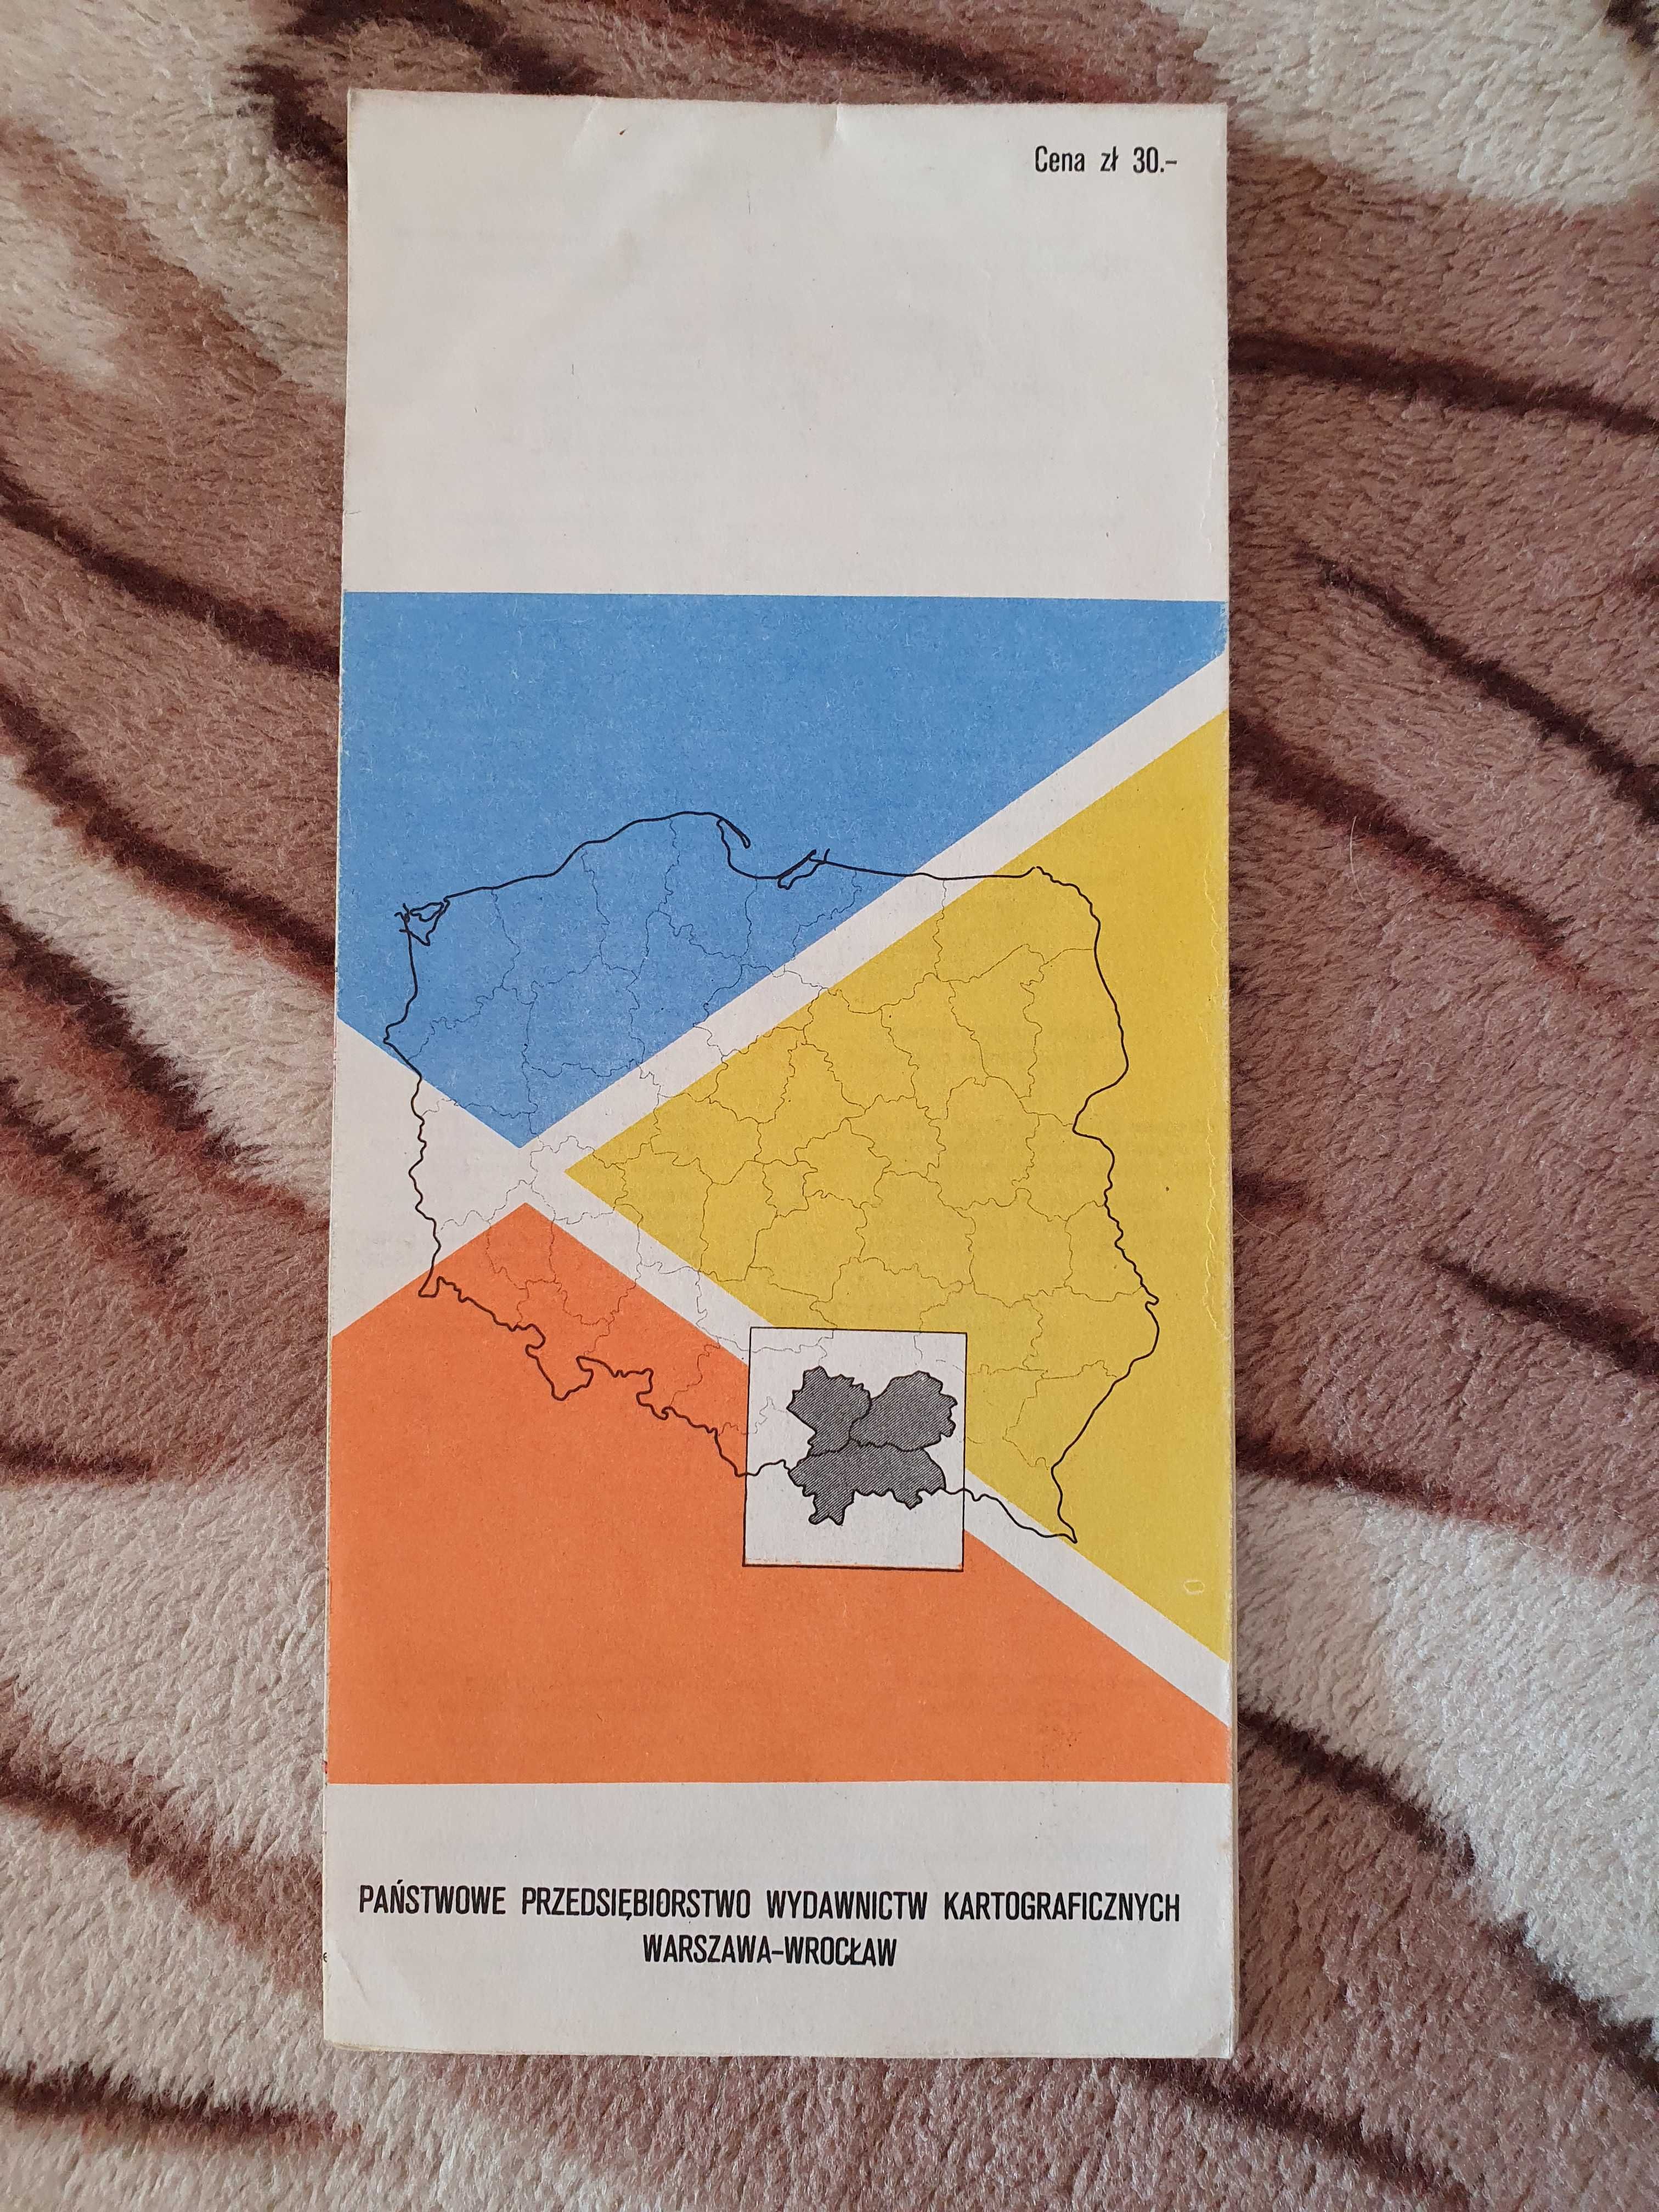 Cena zł 30.-
PAŃSTWOWE PRZEDSIĘBIORSTWO WYDAWNICTW KARTOGRAFICZNYCH
WARSZAWA-WROCŁAW